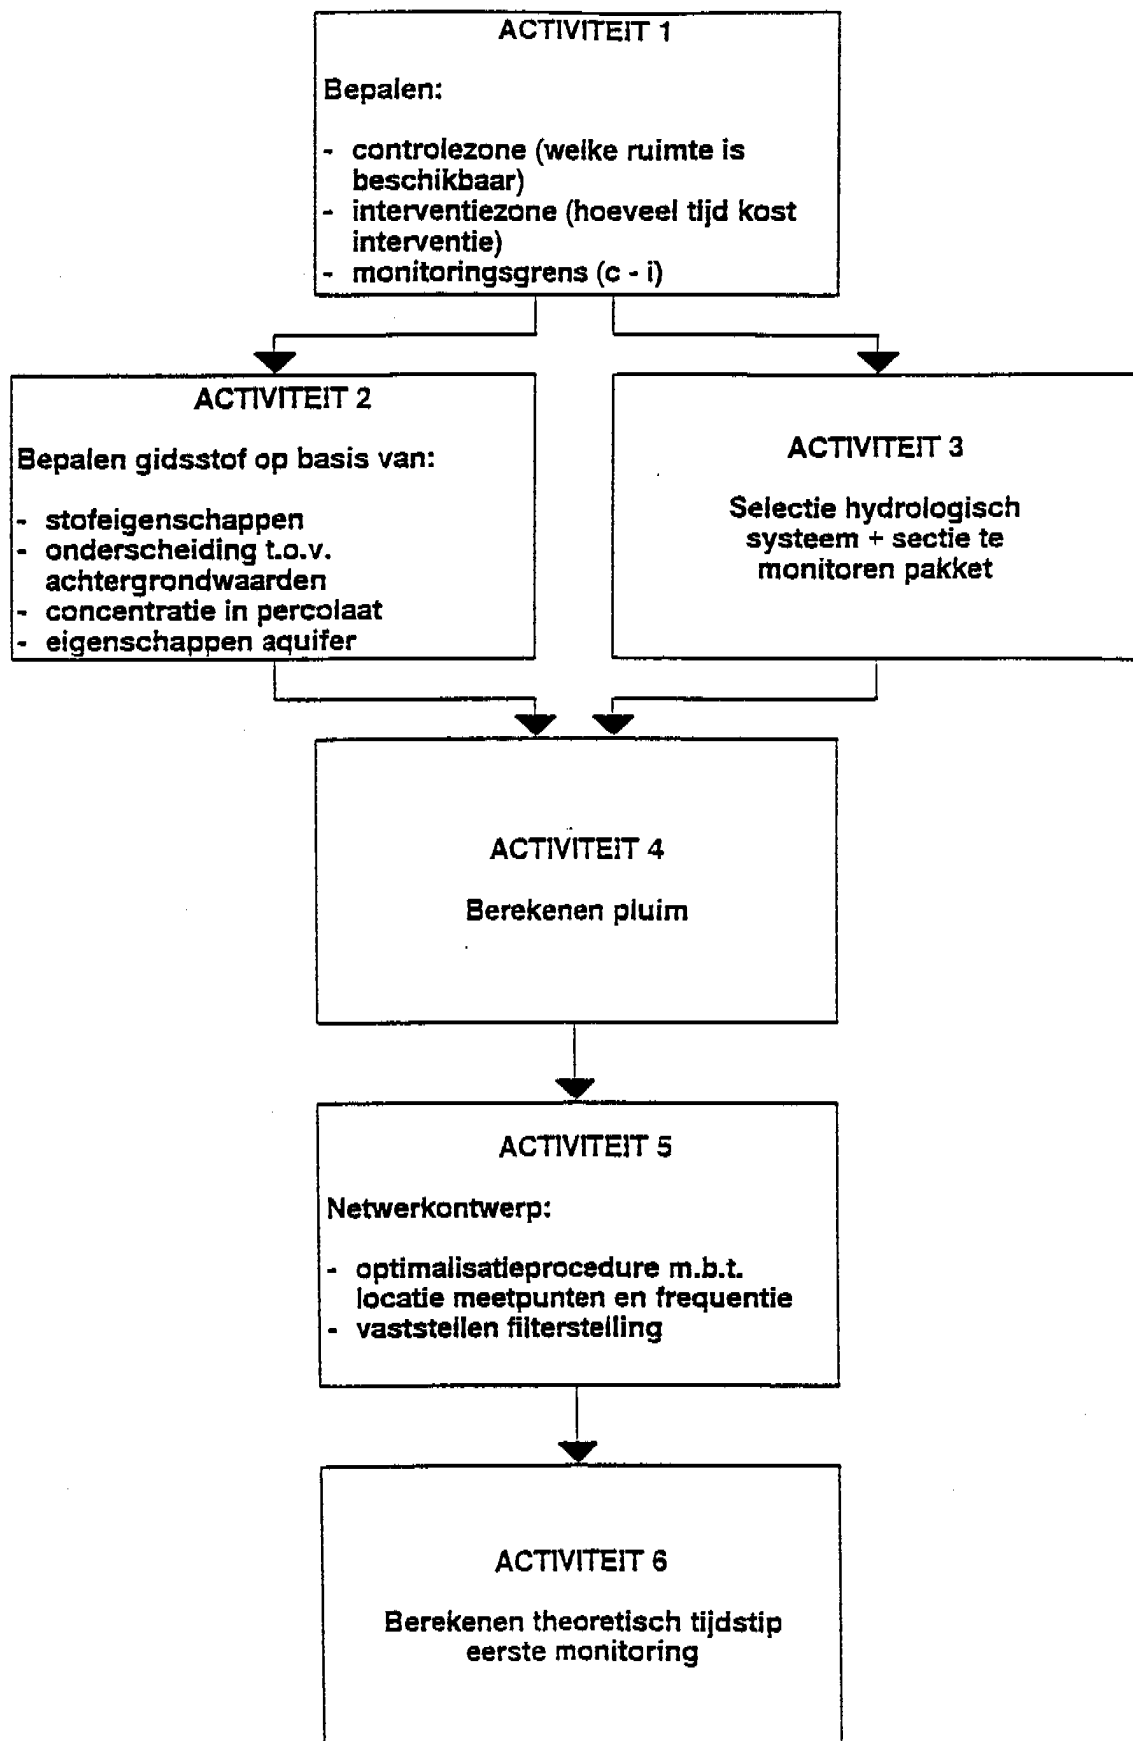 ACTIVITEIT 1
Bepalen:
- controlezone (welke ruimte is
beschikbaar)
- interventiezone (hoeveel tijd kost
interventie)
- monitoringsgrens (c - i)
ACTIVITEIT 2
Bepalen gidsstof op basis van:
- stofeigenschappen
- onderscheiding t.o.v.
achtergrondwaarden
- concentratie in percolaat
- eigenschappen aquifer
ACTIVITEIT 3
Selectie hydrologisch
systeem + sectie te
monitoren pakket
ACTIVITEIT 4
Berekenen pluim
ACTIVITEIT 5
Netwerkontwerp:
- optimalisatieprocedure m.b.t.
locatie meetpunten en frequentie
- vaststellen filterstelling
ACTIVITEIT 6
Berekenen theoretisch tijdstip
eerste monitoring